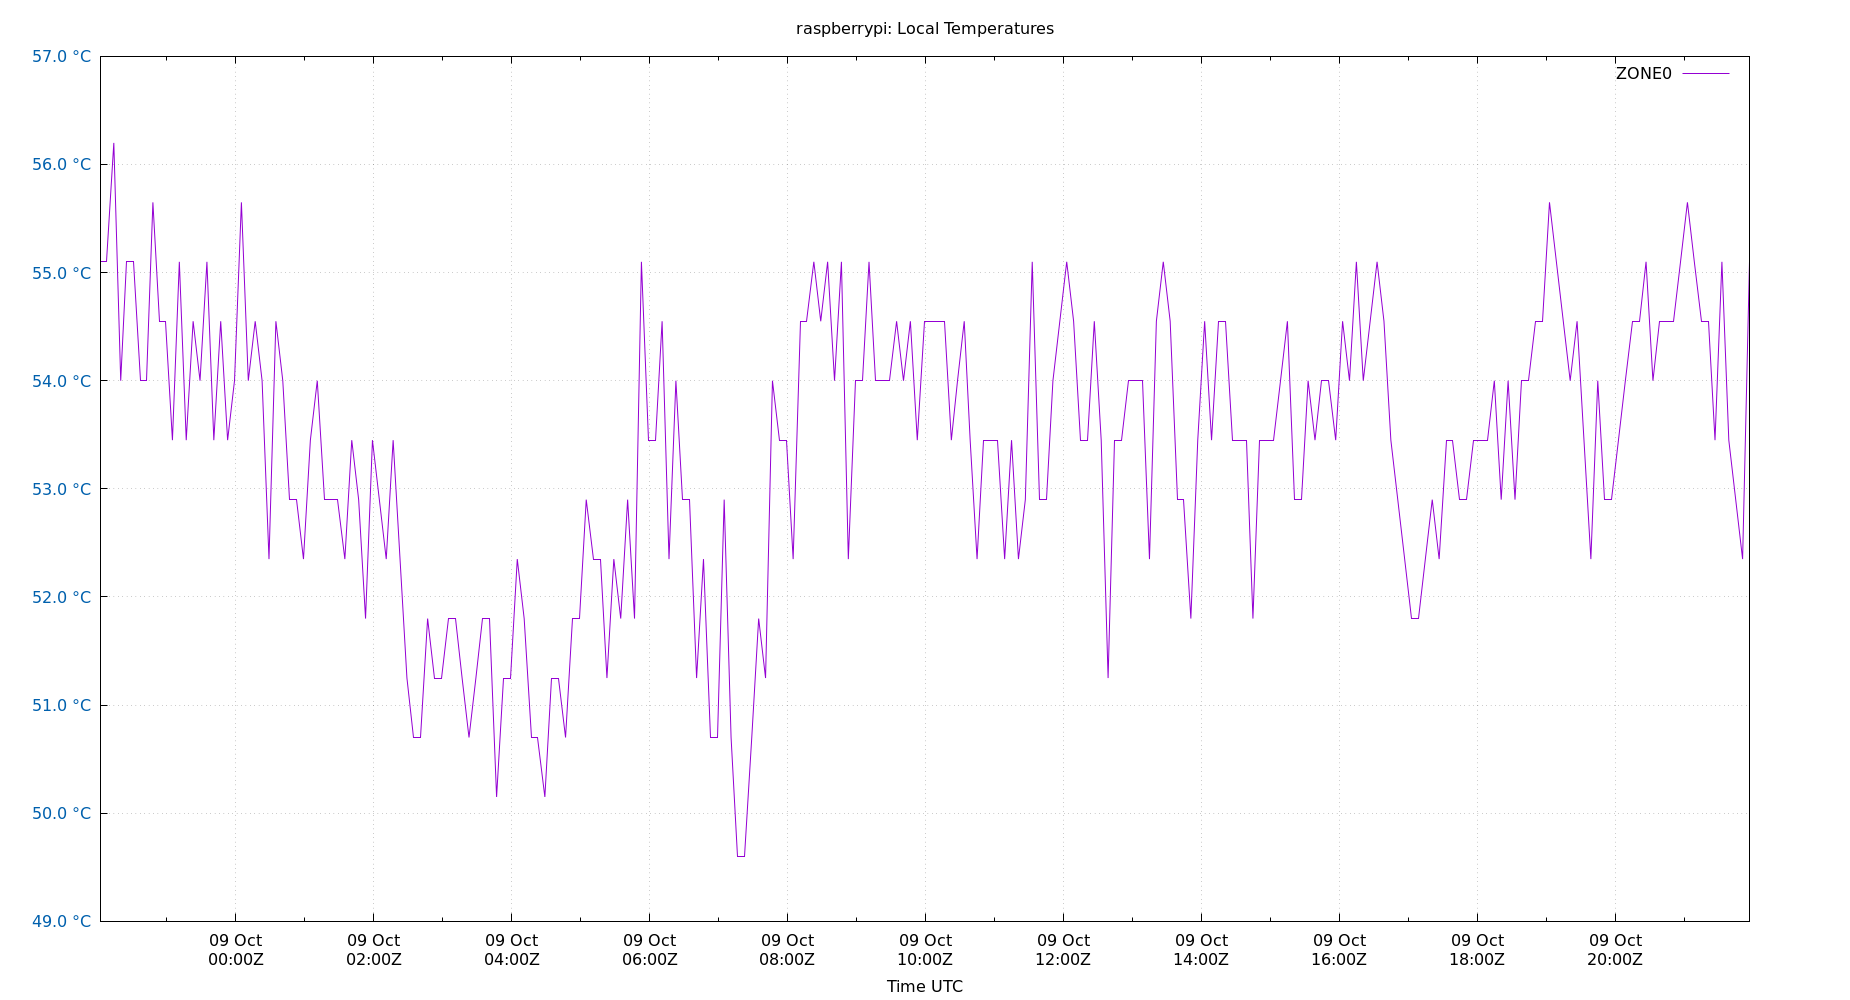 raspberrypi: Local Temperatures
57.0 °C
56.0 °C
55.0 °C
54.0 °C
53.0 °C
52.0 °C
51.0 °C
50.0 °C
49.0 °C
ZONE0
09 Oct 09 Oct 09 Oct 09 Oct 09 Oct 09 Oct 09 Oct 09 Oct 09 Oct 09 Oct 09 Oct
00:00Z 02:00Z 04:00Z 06:00Z 08:00Z 10:00Z 12:00Z 14:00Z 16:00Z 18:00Z 20:00Z
Time UTC